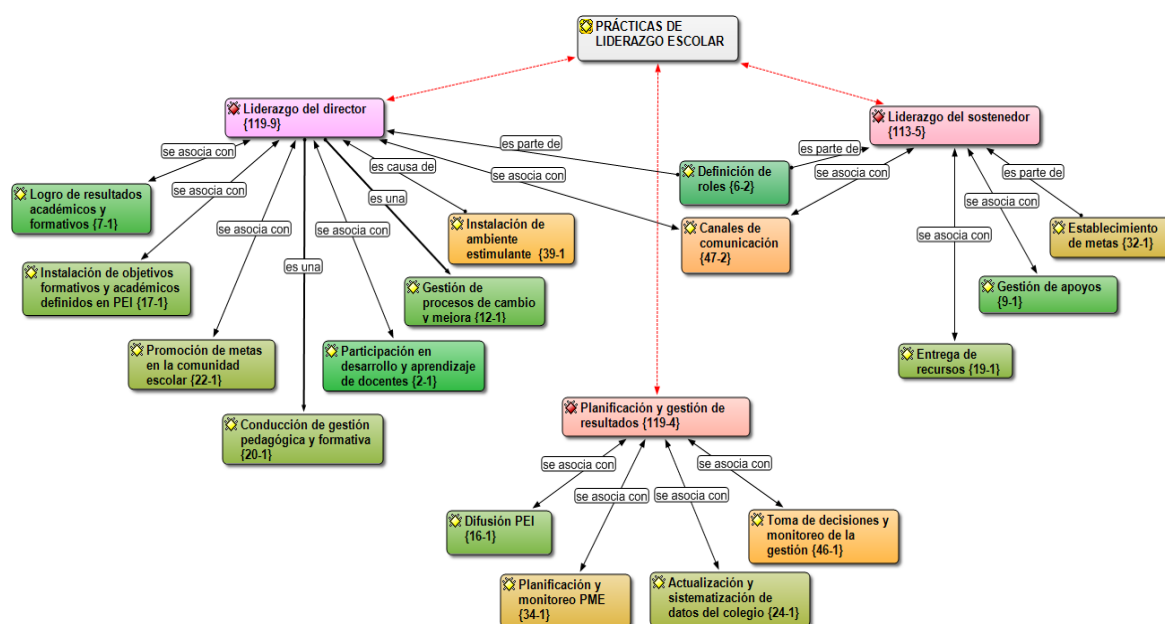 PRÁCTICAS DE
LIDERAZGO ESCOLAR
Liderazgo del director
{119-9}
Liderazgo del sostenedor
{113-5}
es parte de
es parte de
se asocia con
es causa de
se asocia con
se asocia con
es parte de
Definición de
roles {6-2}
se asocia con
es una
se asocia con
Logro de resultados
académicos y
formativos {7-1}
Instalación de
ambiente
estimulante {39-1
Canales de
comunicación
{47-2}
Establecimiento
de metas {32-1}
se asocia con
se asocia con
se asocia con
es una
Instalación de objetivos
formativos y académicos
definidos en PEI {17-1}
Gestión de
procesos de cambio
y mejora {12-1}
Gestión de apoyos
{9-1}
Promoción de metas
en la comunidad
escolar {22-1}
Participación en
desarrollo y aprendizaje
de docentes {2-1}
Entrega de
recursos {19-1}
Conducción de gestión
pedagógica y formativa
{20-1}
Planificación y gestión de
resultados {119-4}
se asocia con
se asocia con
se asocia con
se asocia con
Difusión PEI
{16-1}
Toma de decisiones y
monitoreo de la
gestión {46-1}
Planificación y
monitoreo PME
{34-1}
Actualización y
sistematización de
datos del colegio {24-1}